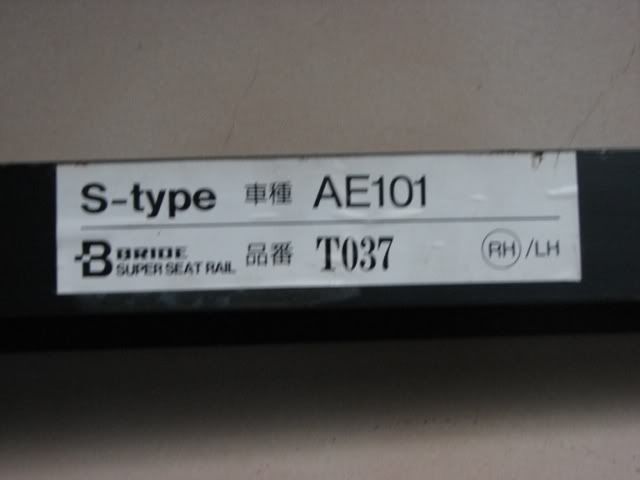 S-type 車種 AE101
B BRIDE SUPER SEAT RAIL 品番 T037 RH/LH